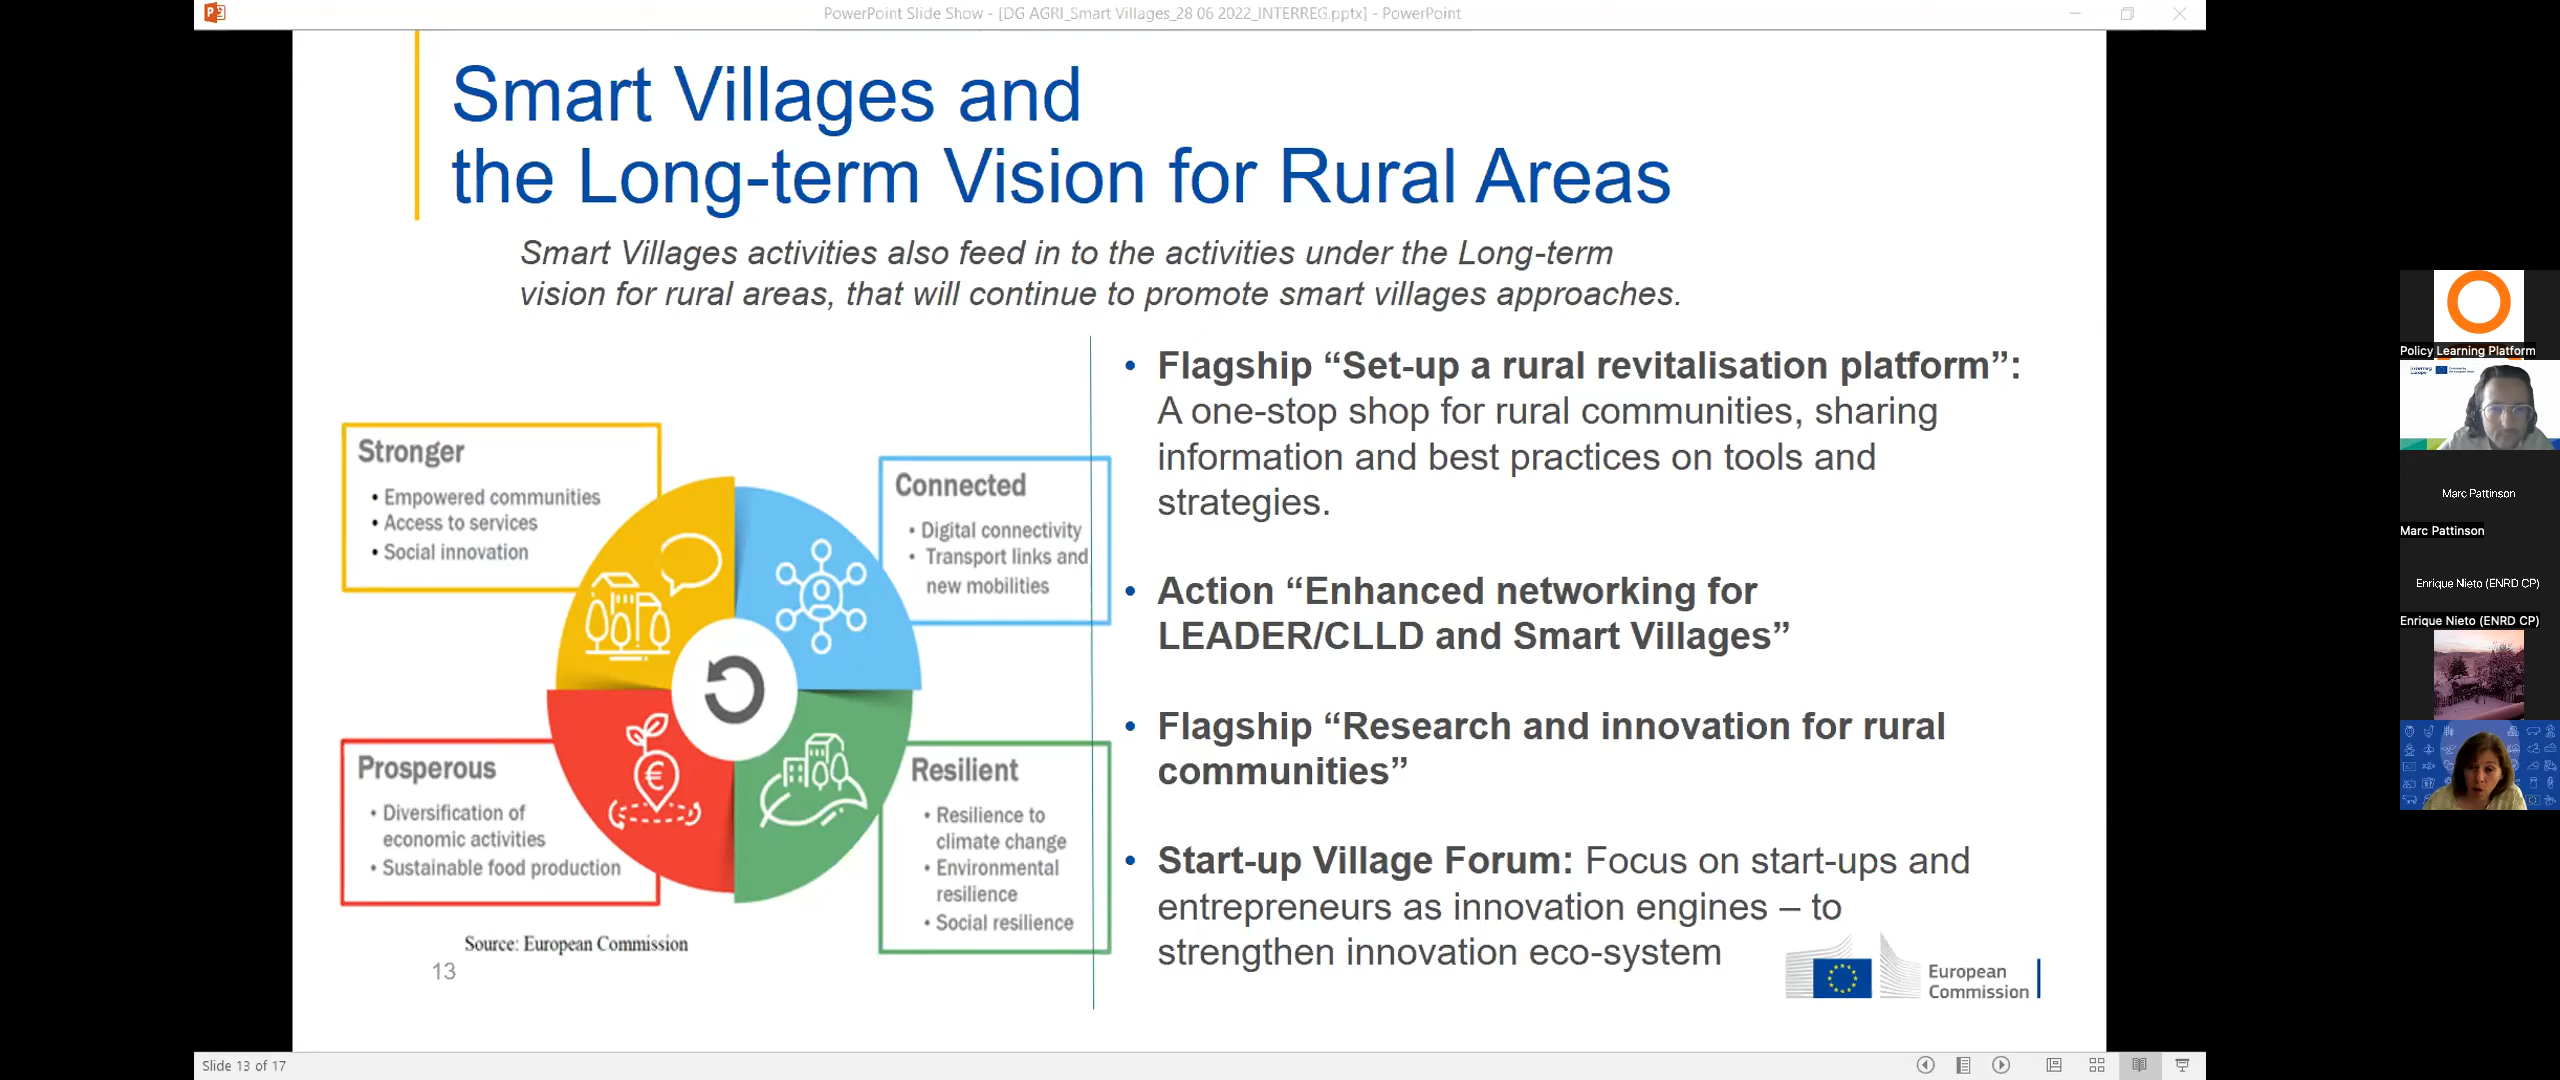 PowerPoint Slide Show - [DG AGRI_Smart Villages_28 06 2022_INTERREG.pptx] - PowerPoint
Smart Villages and
the Long-term Vision for Rural Areas
Smart Villages activities also feed in to the activities under the Long-term
vision for rural areas, that will continue to promote smart villages approaches.
Stronger
• Empowered communities
• Access to services
• Social innovation
Connected
• Digital connectivity
• Transport links and
new mobilities
Prosperous
• Diversification of
economic activities
• Sustainable food production
Resilient
• Resilience to
climate change
• Environmental
resilience
• Social resilience
€
Source: European Commission
13
• Flagship “Set-up a rural revitalisation platform”:
A one-stop shop for rural communities, sharing
information and best practices on tools and
strategies.
• Action “Enhanced networking for
LEADER/CLLD and Smart Villages”
• Flagship “Research and innovation for rural
communities”
• Start-up Village Forum: Focus on start-ups and
entrepreneurs as innovation engines – to
strengthen innovation eco-system
European
Commission
Slide 13 of 17
Policy Learning Platform
Interreg
Europe
Marc Pattinson
Marc Pattinson
Enrique Nieto (ENRD CP)
Enrique Nieto (ENRD CP)